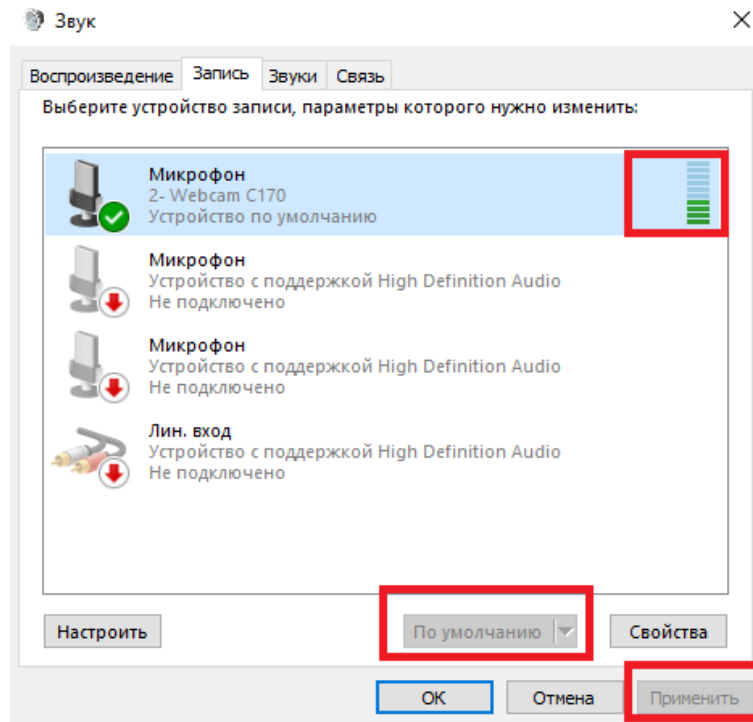 Звук
Воспроизведение Запись Звуки Связь
Выберите устройство записи, параметры которого нужно изменить:
Микрофон
2- Webcam C170
Устройство по умолчанию
Микрофон
Устройство с поддержкой High Definition Audio
Не подключено
Микрофон
Устройство с поддержкой High Definition Audio
Не подключено
Лин. вход
Устройство с поддержкой High Definition Audio
Не подключено
Настроить По умолчанию Свойства
ОК Отмена Применить